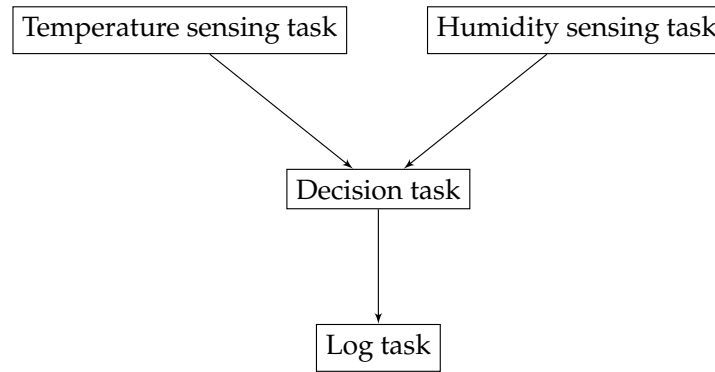 Temperature sensing task
Humidity sensing task
Decision task
Log task